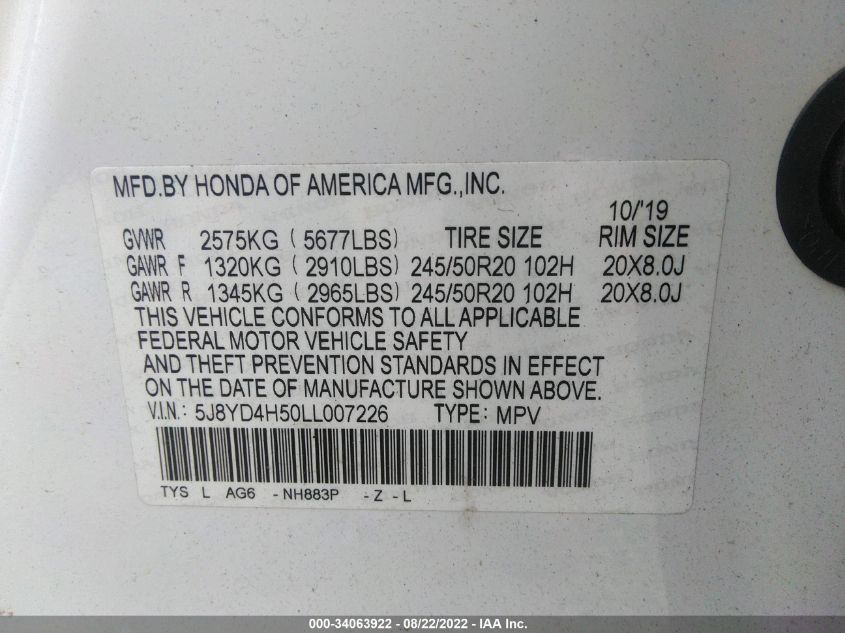 MFD.BY HONDA OF AMERICA MFG.,INC.
10/'19
GVWR 2575KG ( 5677LBS) TIRE SIZE RIM SIZE
GAWR F 1320KG ( 2910LBS) 245/50R20 102H 20X8.0J
GAWR R 1345KG ( 2965LBS) 245/50R20 102H 20X8.0J
THIS VEHICLE CONFORMS TO ALL APPLICABLE
FEDERAL MOTOR VEHICLE SAFETY
AND THEFT PREVENTION STANDARDS IN EFFECT
ON THE DATE OF MANUFACTURE SHOWN ABOVE.
V.I.N.: 5J8YD4H50LL007226 TYPE: MPV
TYS L AG6 -NH883P -Z -L
000-34063922 - 08/22/2022 - IAA Inc.